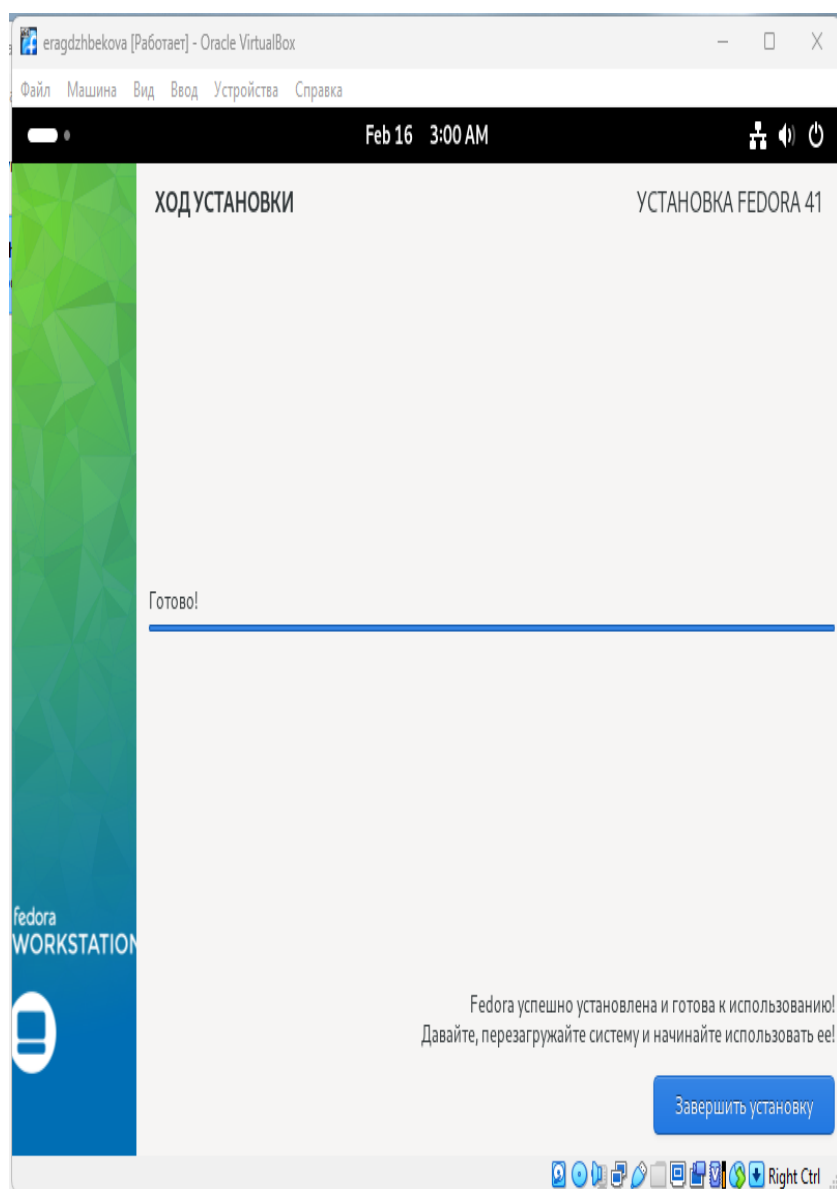 eragdzhbekova [Работает] - Oracle VirtualBox
Файл Машина Вид Ввод Устройства Справка
Feb 16 3:00 AM
ХОД УСТАНОВКИ
УСТАНОВКА FEDORA 41
Готово!
fedora
WORKSTATION
Fedora успешно установлена и готова к использованию!
Давайте, перезагружайте систему и начинайте использовать ее!
Завершить установку
Right Ctrl